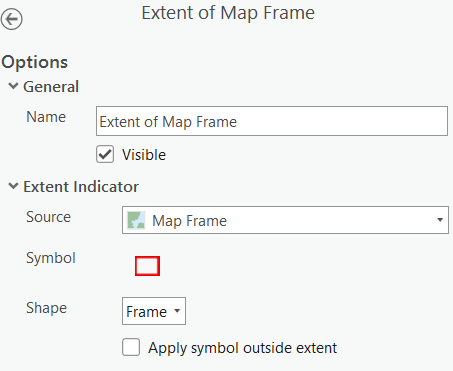 Extent of Map Frame
Options
General
Name
Extent of Map Frame
Visible
Extent Indicator
Source
Map Frame
Symbol
Shape
Frame
Apply symbol outside extent